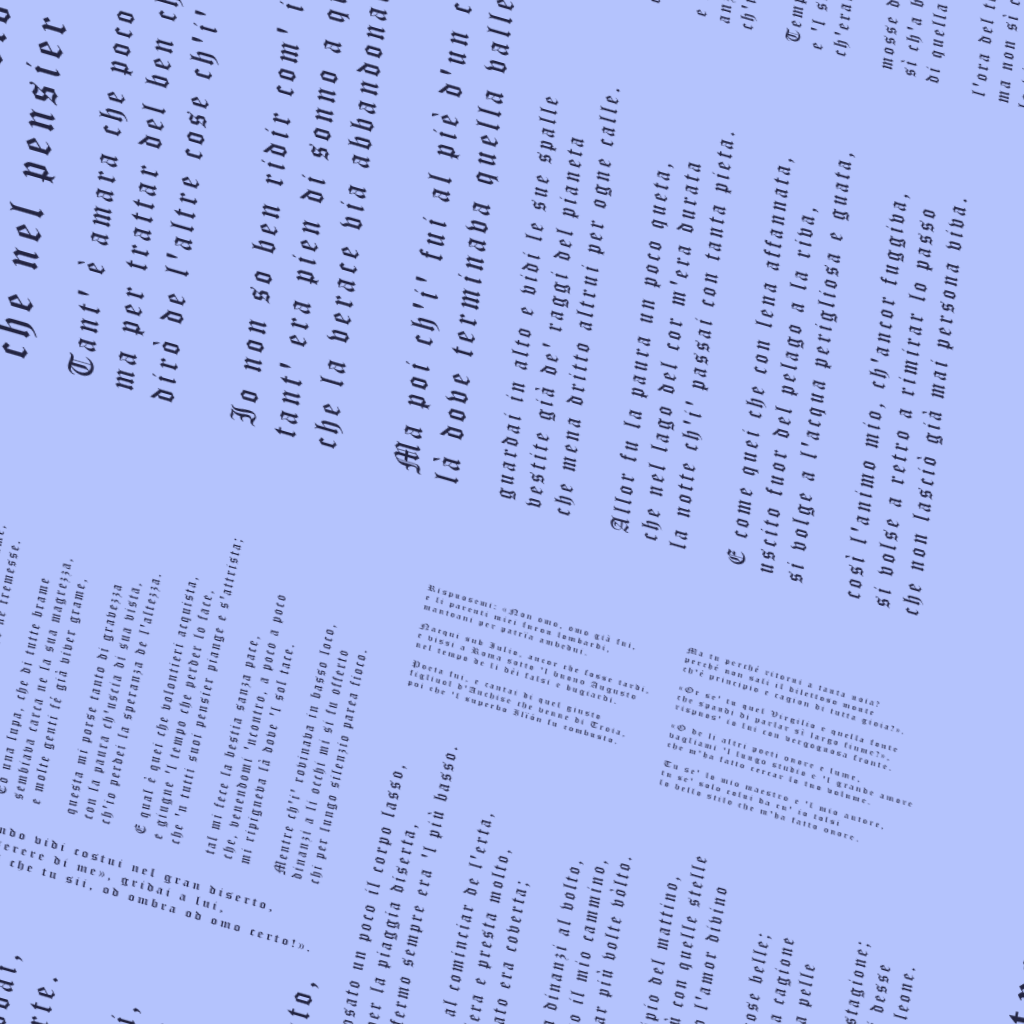 che nel pensier
Tant' è amara che poco
ma per trattar del ben
dirò de l'altre cose ch'i'
Io non so ben ridir com' i
tant' era pien di sonno a
che la verace via abbandonai
Ma poi ch'i' fui al piè d'un
là dove terminava quella valle
guardai in alto e vidi le sue spalle
vestite già de' raggi del pianeta
che mena dritto altrui per ogne calle.
Allor fu la paura un poco queta,
che nel lago del cor m'era durata
la notte ch'i' passai con tanta pieta.
E come quei che con lena affannata,
uscito fuor del pelago a la riva,
si volge a l'acqua perigliosa e guata,
così l'animo mio, ch'ancor fuggiva,
si volse a retro a rimirar lo passo
che non lasciò già mai persona viva.
e 'l s
ch'era
mosse d
sì ch'a b
di quella
l'ora del
ma non sì
sato un poco il corpo lasso,
per la piaggia diserta,
fermo sempre era 'l più basso.
al cominciar de l'erta,
era e presta molto,
ato era coverta;
dinanzi al volto,
o il mio cammino,
ar più volte vòlto.
pio del mattino,
con quelle stelle
l'amor divino
ose belle;
a cagione
a pelle
stagione;
desse
leone.
tremesse.
Ed una lupa, che di tutte brame
sembiava carca ne la sua magrezza,
e molte genti fé già viver grame,
questa mi porse tanto di gravezza
con la paura ch'uscia di sua vista,
ch'io perdei la speranza de l'altezza.
E qual è quei che volontieri acquista,
e giugne 'l tempo che perder lo face,
che 'n tutti suoi pensier piange e s'attrista;
tal mi fece la bestia sanza pace,
che, venendomi 'ncontro, a poco a poco
mi ripigneva là dove 'l sol tace.
Mentre ch'i' rovinava in basso loco,
dinanzi a li occhi mi si fu offerto
chi per lungo silenzio parea fioco.
ndo vidi costui nel gran diserto,
erere di me», gridai a lui,
che tu sii, od ombra od omo certo!».
Rispuosemi: «Non omo, omo già fui,
e li parenti miei furon lombardi,
mantoani per patrïa ambedui.
Nacqui sub Iulio, ancor che fosse tardi,
e vissi a Roma sotto 'l buono Augusto
nel tempo de li dèi falsi e bugiardi.
Poeta fui, e cantai di quel giusto
figliuol d'Anchise che venne di Troia,
poi che 'l superbo Ilïón fu combusto.
Ma tu perché ritorni a tanta noia?
perché non sali il dilettoso monte
ch'è principio e cagion di tutta gioia?».
«Or se' tu quel Virgilio e quella fonte
che spandi di parlar sì largo fiume?»,
rispuos' io lui con vergognosa fronte.
«O de li altri poeti onore e lume,
vagliami 'l lungo studio e 'l grande amore
che m'ha fatto cercar lo tuo volume.
Tu se' lo mio maestro e 'l mio autore,
tu se' solo colui da cu' io tolsi
lo bello stilo che m'ha fatto onore.